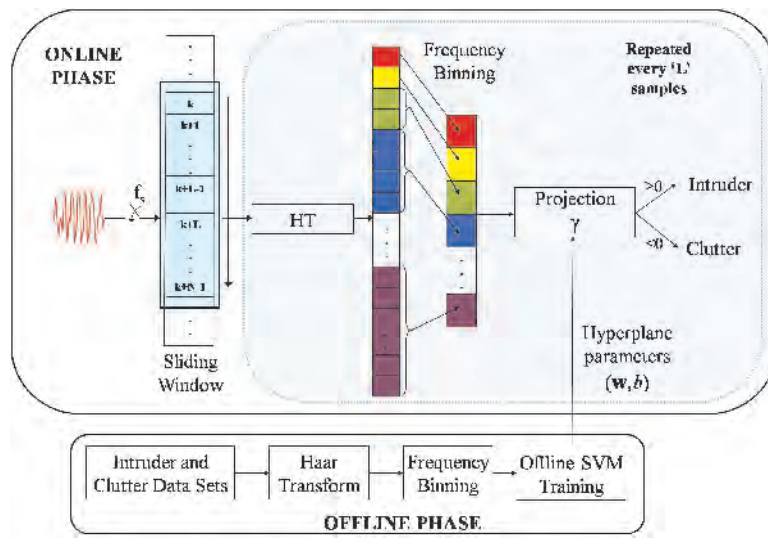 ONLINE
PHASE
Frequency
Binning
Repeated
every 'L'
samples
k
k+1
k+L-1
k+L
k+N-1
fs
HT
Projection
γ
>0
Intruder
<0
Clutter
Sliding
Window
Hyperplane
parameters
(w,b)
Intruder and
Clutter Data Sets
Haar
Transform
Frequency
Binning
Offline SVM
Training
OFFLINE PHASE